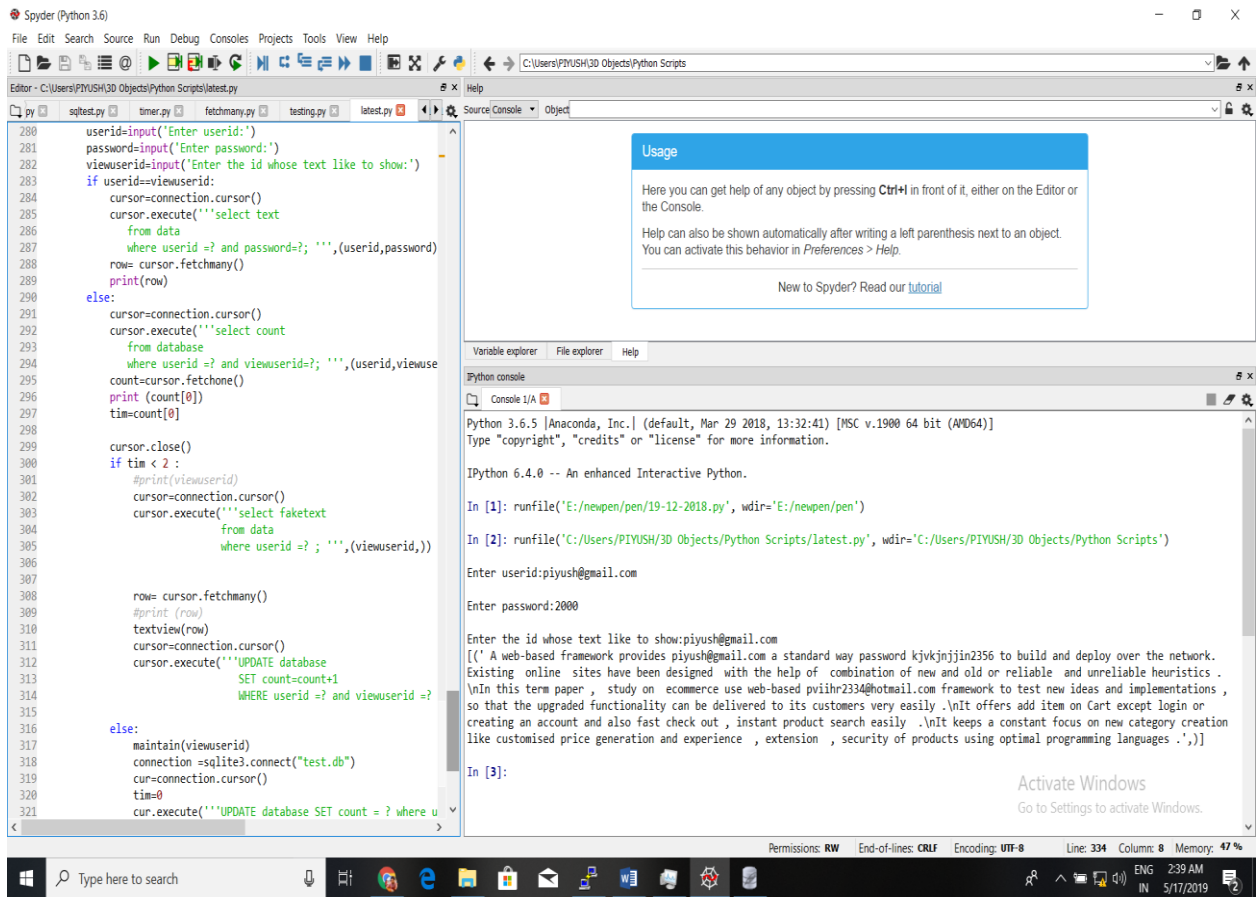 Spyder (Python 3.6)
File Edit Search Source Run Debug Consoles Projects Tools View Help
C:\Users\PIYUSH\3D Objects\Python Scripts
Editor - C:\Users\PIYUSH\3D Objects\Python Scripts\latest.py
py sqltest.py timer.py fetchmany.py testing.py latest.py
280 userid=input('Enter userid:')
281 password=input('Enter password:')
282 viewuserid=input('Enter the id whose text like to show:')
283 if userid==viewuserid:
284 cursor=connection.cursor()
285 cursor.execute('''select text
286 from data
287 where userid =? and password=?; ''',(userid,password)
288 row= cursor.fetchmany()
289 print(row)
290 else:
291 cursor=connection.cursor()
292 cursor.execute('''select count
293 from database
294 where userid =? and viewuserid=?; ''',(userid,viewuse
295 count=cursor.fetchone()
296 print (count[0])
297 tim=count[0]
298
299 cursor.close()
300 if tim < 2 :
301 #print(viewuserid)
302 cursor=connection.cursor()
303 cursor.execute('''select faketext
304 from data
305 where userid =? ; ''',(viewuserid,))
306
307
308 row= cursor.fetchmany()
309 #print (row)
310 textview(row)
311 cursor=connection.cursor()
312 cursor.execute('''UPDATE database
313 SET count=count+1
314 WHERE userid =? and viewuserid =?
315
316 else:
317 maintain(viewuserid)
318 connection =sqlite3.connect("test.db")
319 cur=connection.cursor()
320 tim=0
321 cur.execute('''UPDATE database SET count = ? where u
Help
Source Console Object
Usage
Here you can get help of any object by pressing Ctrl+I in front of it, either on the Editor or
the Console.
Help can also be shown automatically after writing a left parenthesis next to an object.
You can activate this behavior in Preferences > Help.
New to Spyder? Read our tutorial
Variable explorer File explorer Help
IPython console
Console 1/A
Python 3.6.5 |Anaconda, Inc.| (default, Mar 29 2018, 13:32:41) [MSC v.1900 64 bit (AMD64)]
Type "copyright", "credits" or "license" for more information.
IPython 6.4.0 -- An enhanced Interactive Python.
In [1]: runfile('E:/newpen/pen/19-12-2018.py', wdir='E:/newpen/pen')
In [2]: runfile('C:/Users/PIYUSH/3D Objects/Python Scripts/latest.py', wdir='C:/Users/PIYUSH/3D Objects/Python Scripts')
Enter userid:piyush@gmail.com
Enter password:2000
Enter the id whose text like to show:piyush@gmail.com
[(' A web-based framework provides piyush@gmail.com a standard way password kjvkjnjjin2356 to build and deploy over the network.
Existing online sites have been designed with the help of combination of new and old or reliable and unreliable heuristics .
\nIn this term paper , study on ecommerce use web-based pviihr2334@hotmail.com framework to test new ideas and implementations ,
so that the upgraded functionality can be delivered to its customers very easily .\nIt offers add item on Cart except login or
creating an account and also fast check out , instant product search easily .\nIt keeps a constant focus on new category creation
like customised price generation and experience , extension , security of products using optimal programming languages .',)]
In [3]:
Activate Windows
Go to Settings to activate Windows.
Permissions: RW End-of-lines: CRLF Encoding: UTF-8 Line: 334 Column: 8 Memory: 47 %
Type here to search
ENG 2:39 AM
IN 5/17/2019
2